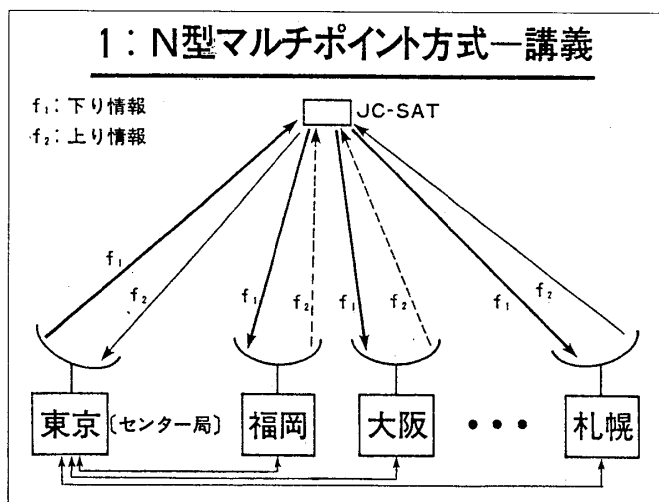 1：N型マルチポイント方式—講義
f₁：下り情報
f₂：上り情報
JC-SAT
f₁
f₂
f₁
f₂
f₁
f₂
f₁
f₂
東京
〔センター局〕
福岡
大阪
• • •
札幌